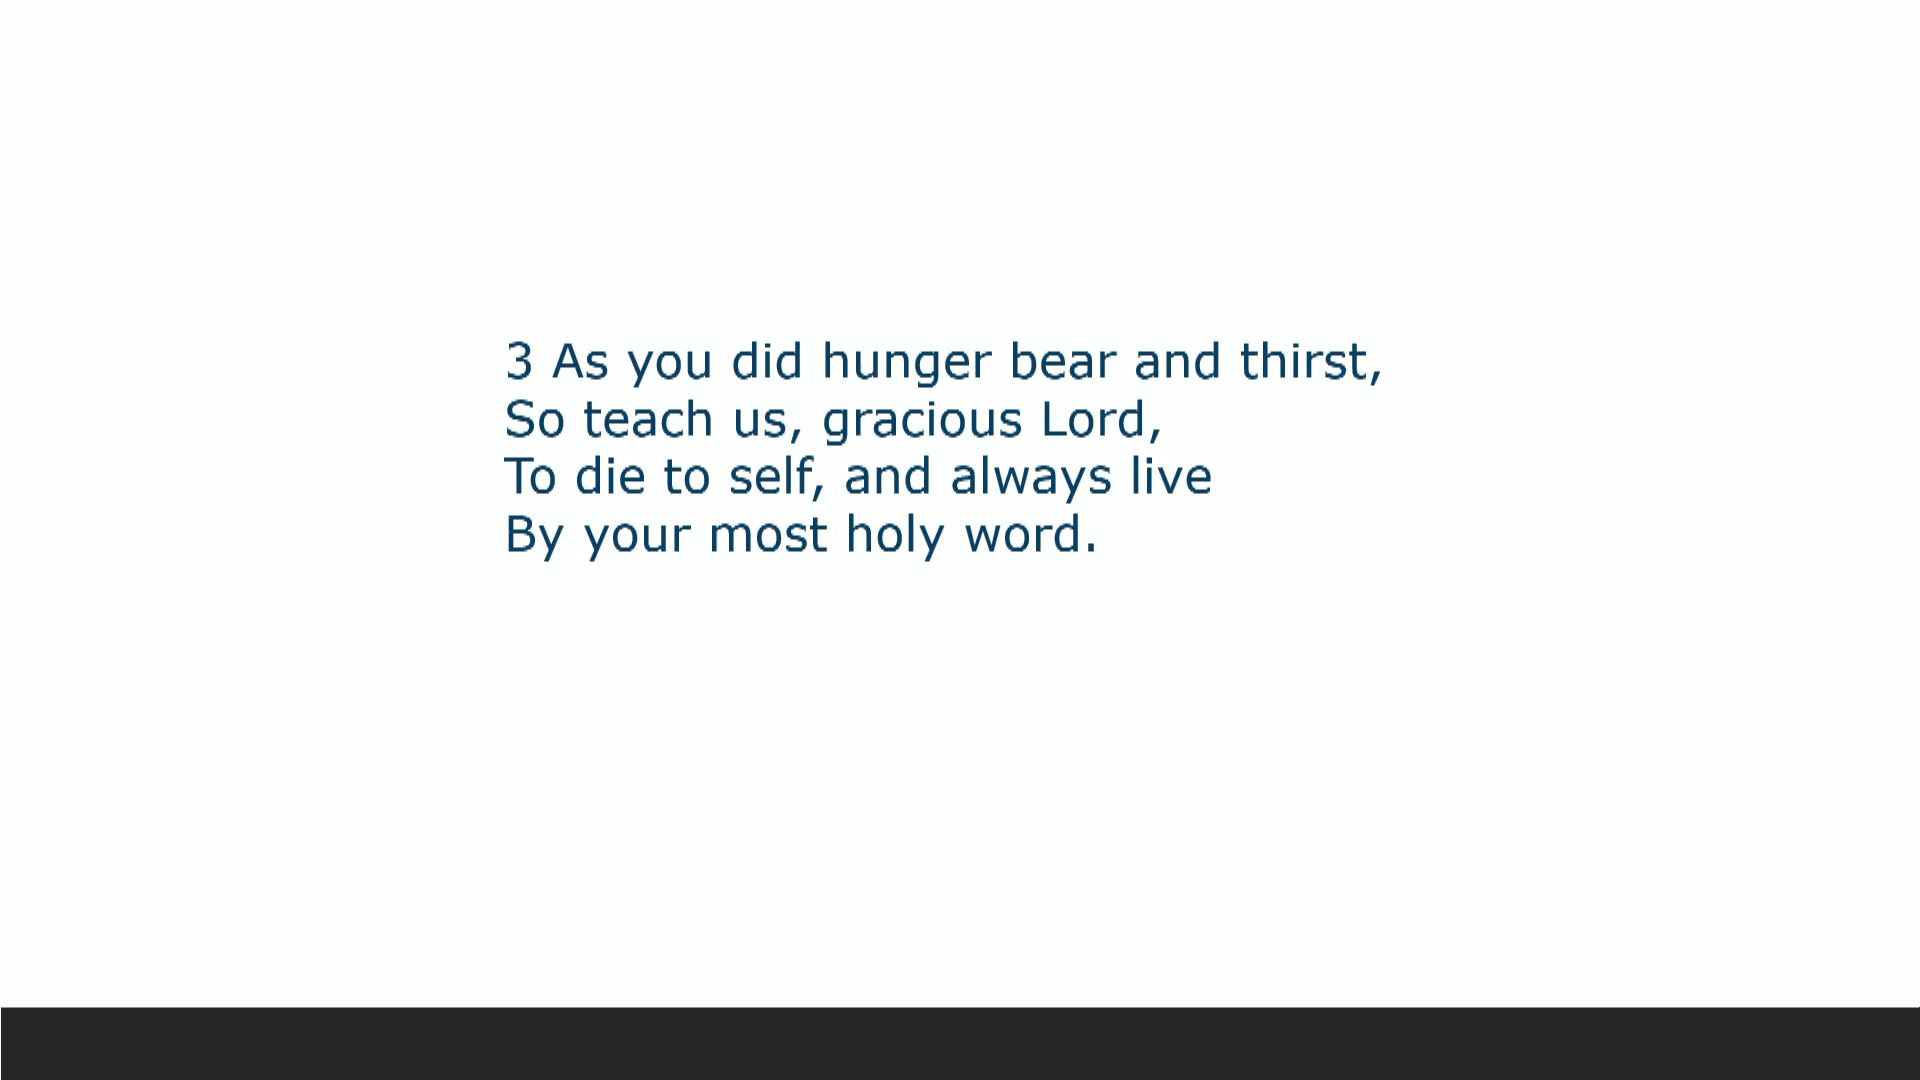 3 As you did hunger bear and thirst,
So teach us, gracious Lord,
To die to self, and always live
By your most holy word.